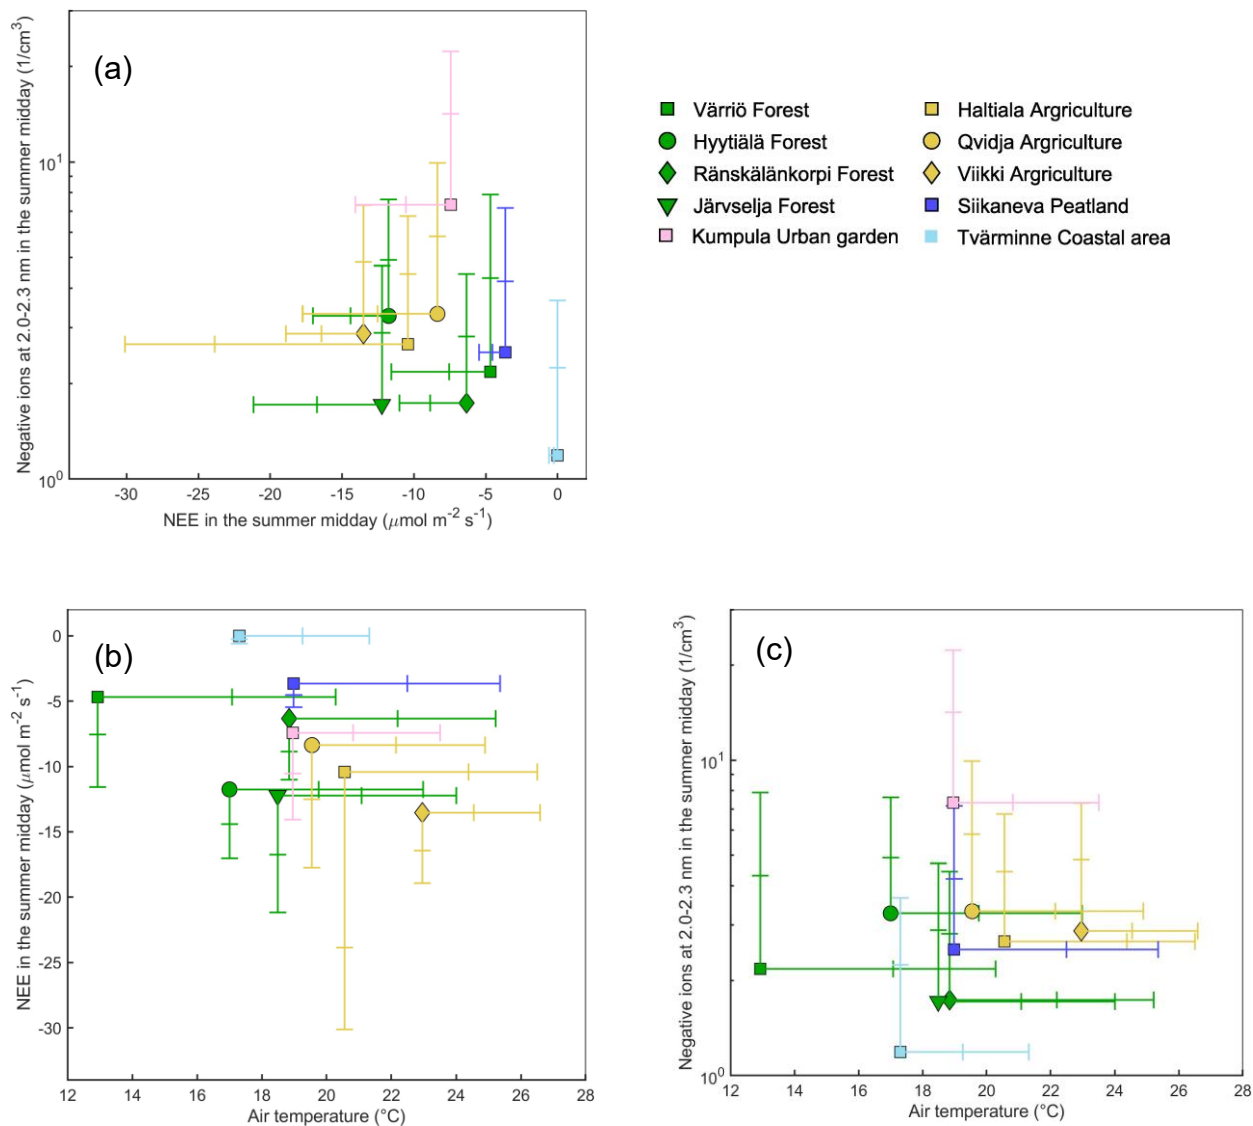 (a)
Negative ions at 2.0-2.3 nm in the summer midday (1/cm³)
10¹
10⁰
-30 -25 -20 -15 -10 -5 0
NEE in the summer midday (μmol m⁻² s⁻¹)
Värriö Forest
Hyytiälä Forest
Ränskälänkorpi Forest
Järvselja Forest
Kumpula Urban garden
Haltiala Argriculture
Qvidja Argriculture
Viikki Argriculture
Siikaneva Peatland
Tvärminne Coastal area
(b)
NEE in the summer midday (μmol m⁻² s⁻¹)
0
-5
-10
-15
-20
-25
-30
12 14 16 18 20 22 24 26 28
Air temperature (°C)
(c)
Negative ions at 2.0-2.3 nm in the summer midday (1/cm³)
10¹
10⁰
12 14 16 18 20 22 24 26 28
Air temperature (°C)